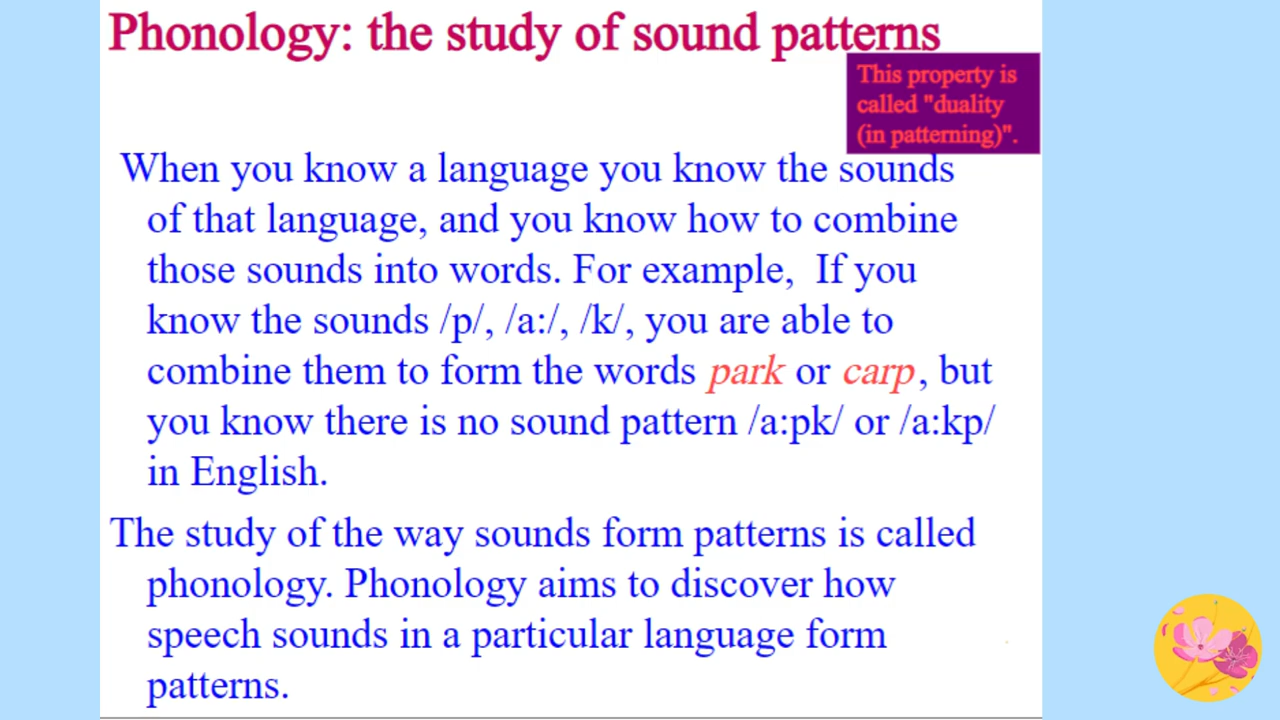 Phonology: the study of sound patterns
This property is
called "duality
(in patterning)".
When you know a language you know the sounds
of that language, and you know how to combine
those sounds into words. For example,  If you
know the sounds /p/, /a:/, /k/, you are able to
combine them to form the words park or carp, but
you know there is no sound pattern /a:pk/ or /a:kp/
in English.
The study of the way sounds form patterns is called
phonology. Phonology aims to discover how
speech sounds in a particular language form
patterns.